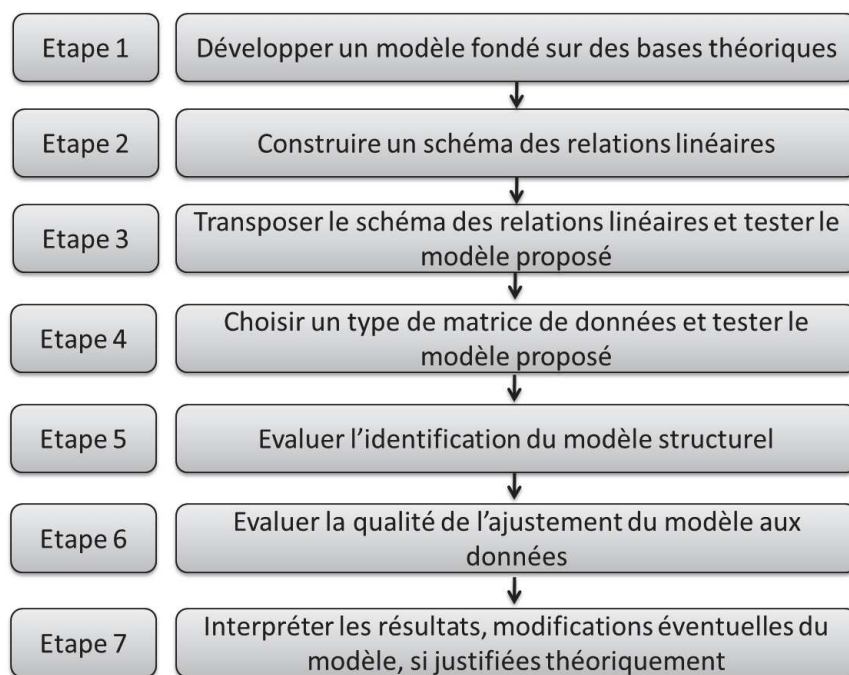 Etape 1
Développer un modèle fondé sur des bases théoriques
Etape 2
Construire un schéma des relations linéaires
Etape 3
Transposer le schéma des relations linéaires et tester le
modèle proposé
Etape 4
Choisir un type de matrice de données et tester le
modèle proposé
Etape 5
Evaluer l’identification du modèle structurel
Etape 6
Evaluer la qualité de l’ajustement du modèle aux
données
Etape 7
Interpréter les résultats, modifications éventuelles du
modèle, si justifiées théoriquement